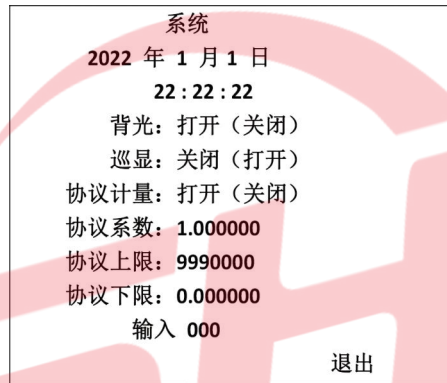 系统
2022 年 1 月 1 日
22 : 22 : 22
背光：打开（关闭）
巡显：关闭（打开）
协议计量：打开（关闭）
协议系数：1.000000
协议上限：9990000
协议下限：0.000000
输入 000
退出